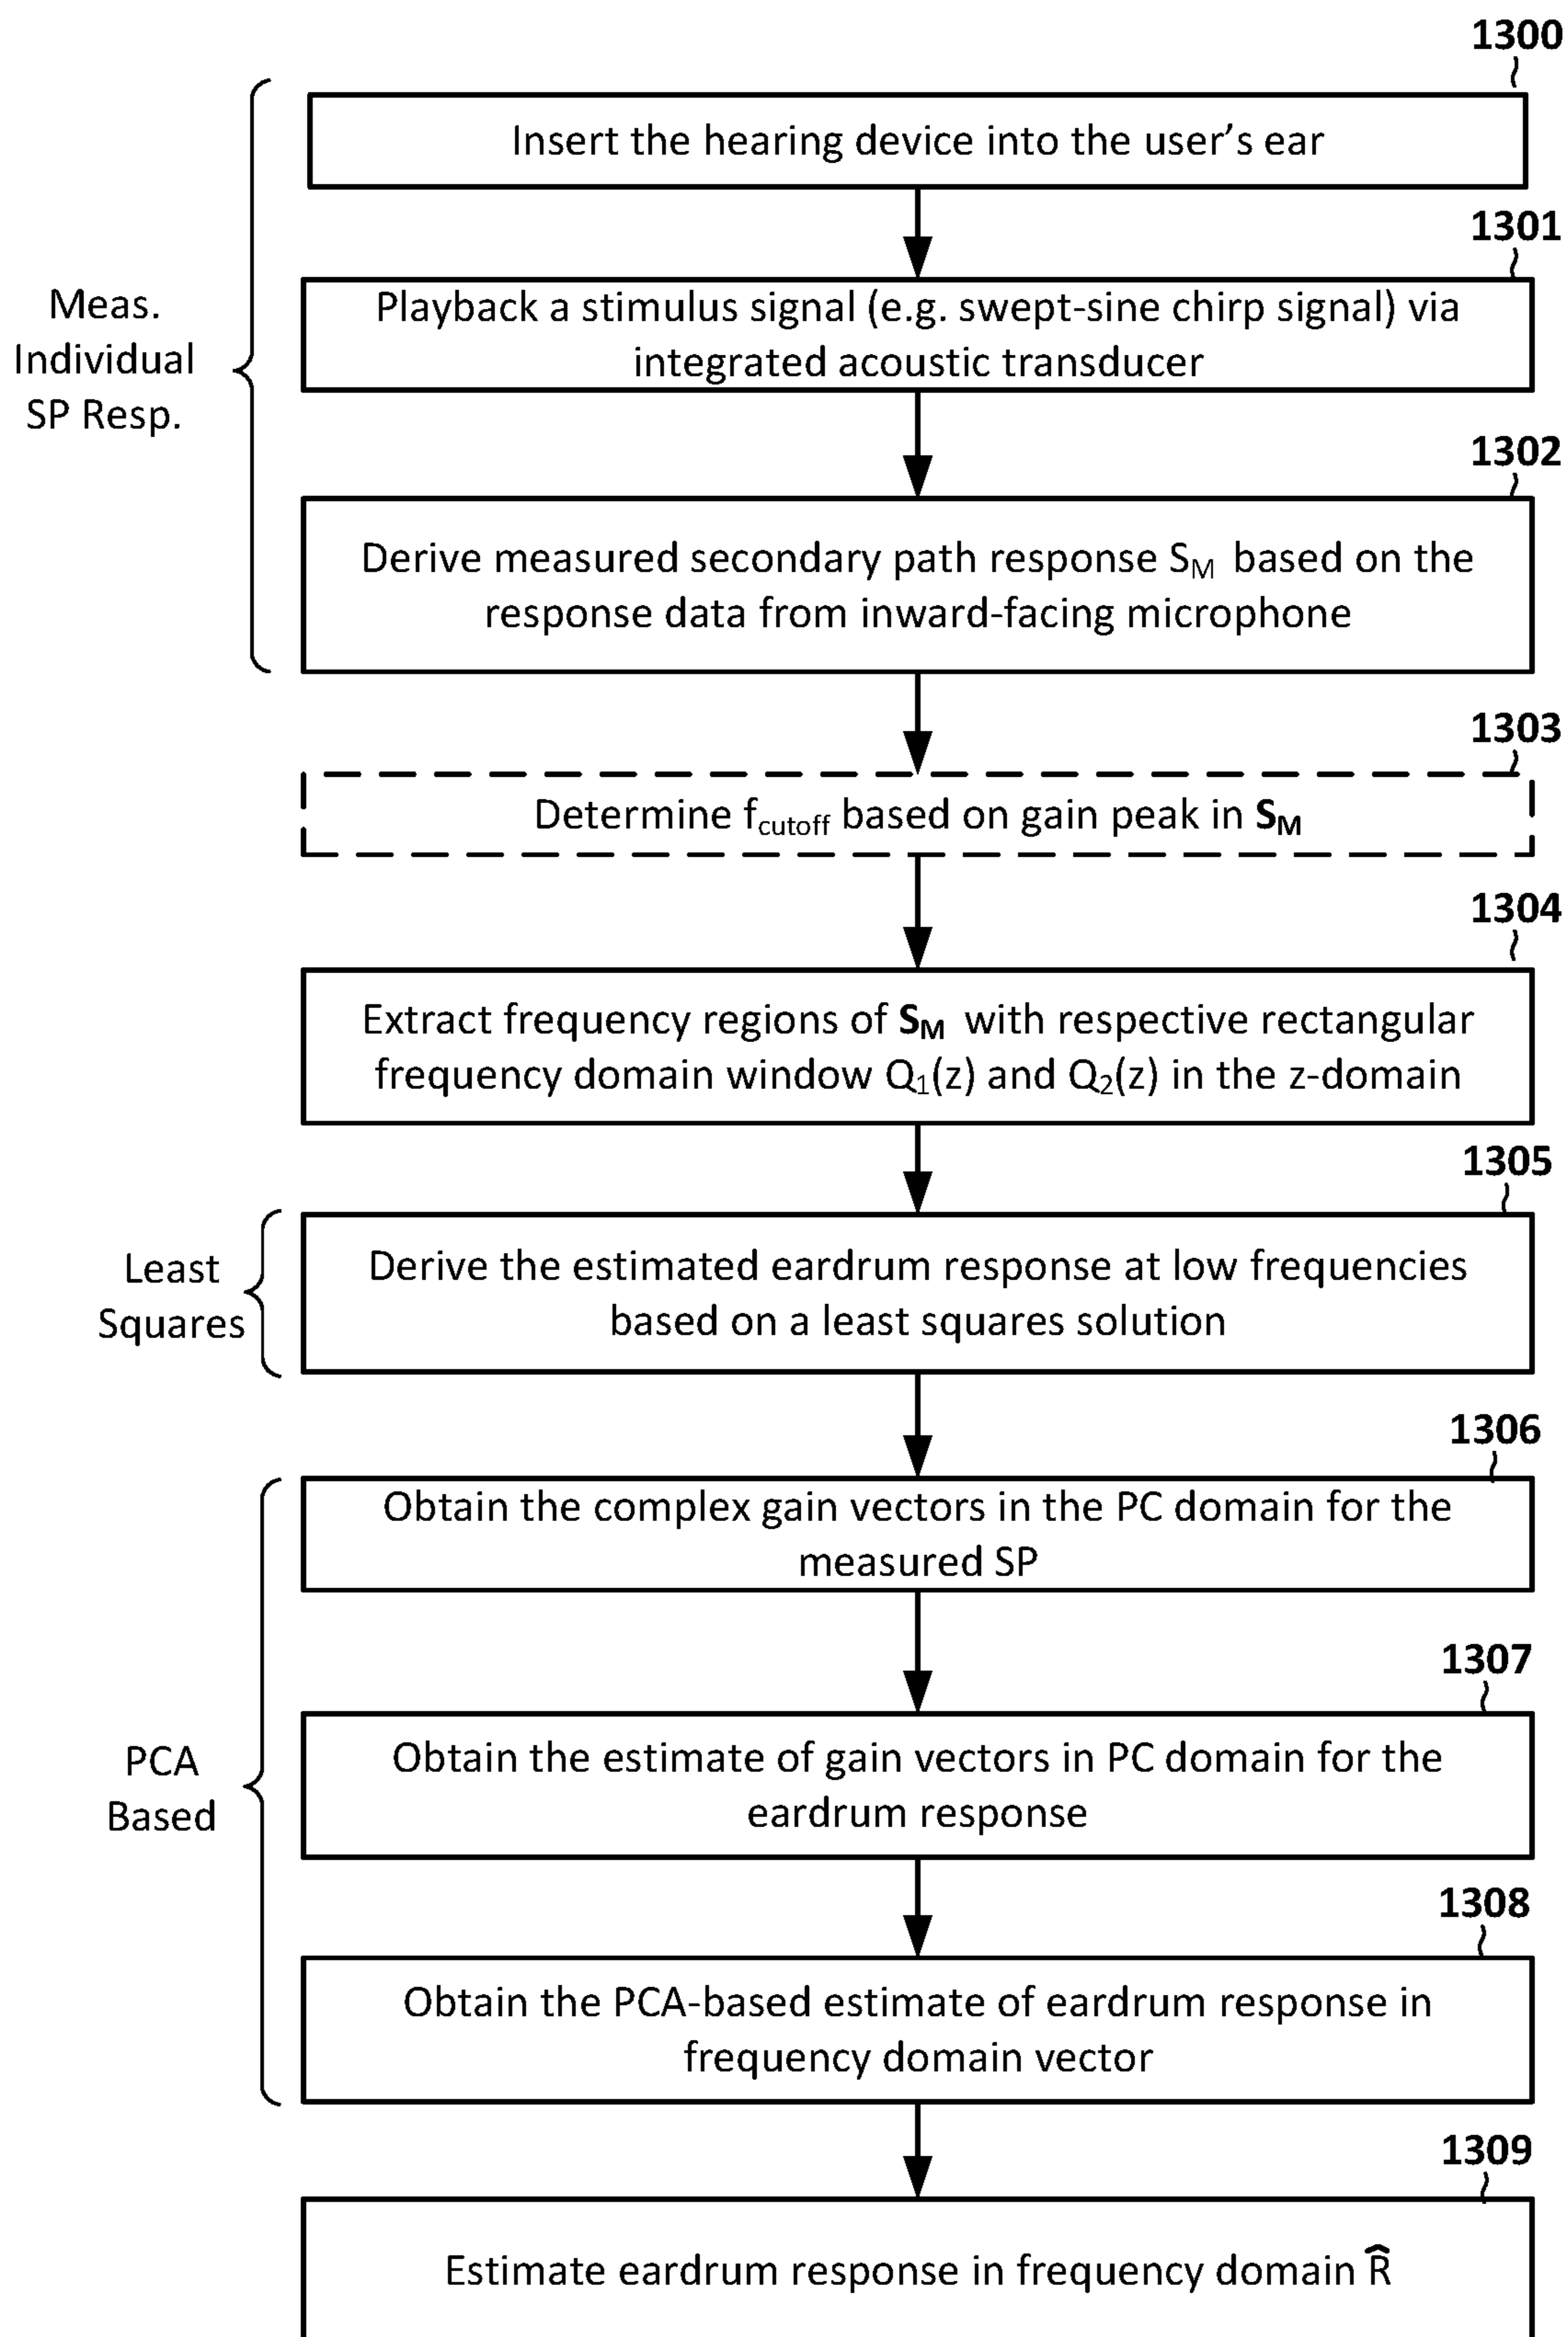 1300
Insert the hearing device into the user's ear
1301
Playback a stimulus signal (e.g. swept-sine chirp signal) via
integrated acoustic transducer
Meas.
Individual
SP Resp.
1302
Derive measured secondary path response SM based on the
response data from inward-facing microphone
1303
Determine fcutoff based on gain peak in SM
1304
Extract frequency regions of SM with respective rectangular
frequency domain window Q1(z) and Q2(z) in the z-domain
1305
Least
Squares
Derive the estimated eardrum response at low frequencies
based on a least squares solution
1306
Obtain the complex gain vectors in the PC domain for the
measured SP
1307
PCA
Based
Obtain the estimate of gain vectors in PC domain for the
eardrum response
1308
Obtain the PCA-based estimate of eardrum response in
frequency domain vector
1309
Estimate eardrum response in frequency domain R̂